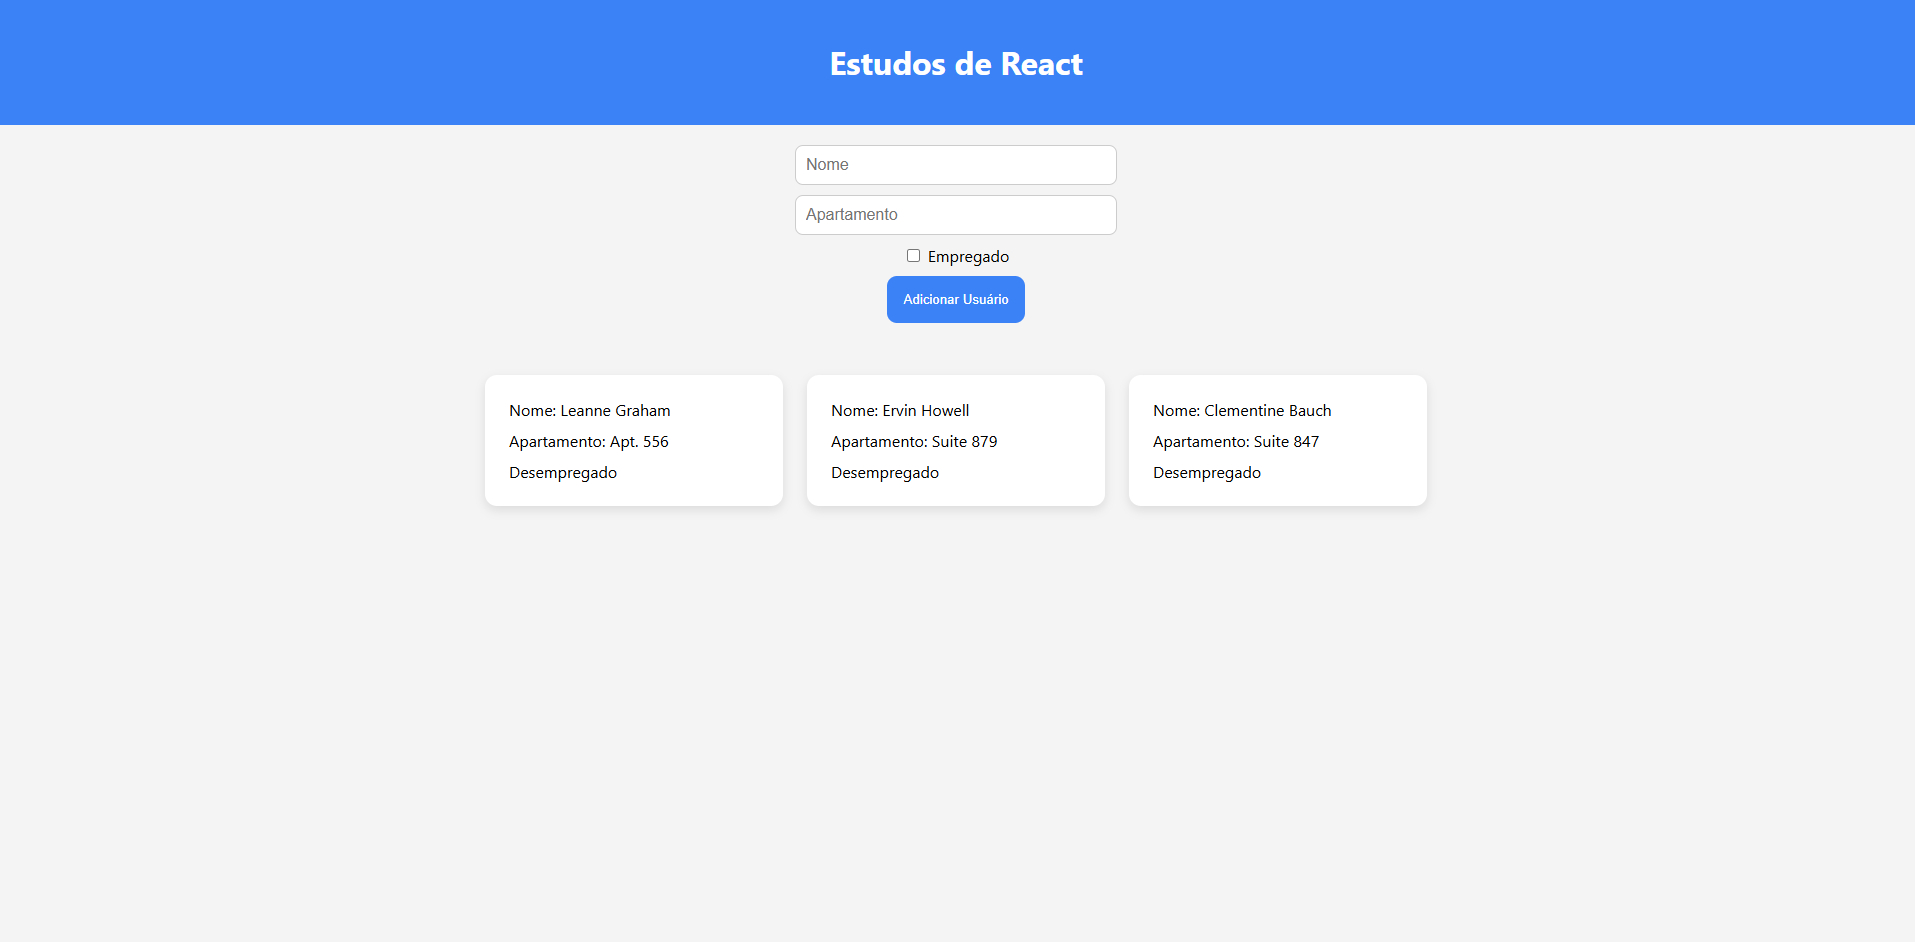 Estudos de React
Nome
Apartamento
Empregado
Adicionar Usuário
Nome: Leanne Graham
Apartamento: Apt. 556
Desempregado
Nome: Ervin Howell
Apartamento: Suite 879
Desempregado
Nome: Clementine Bauch
Apartamento: Suite 847
Desempregado